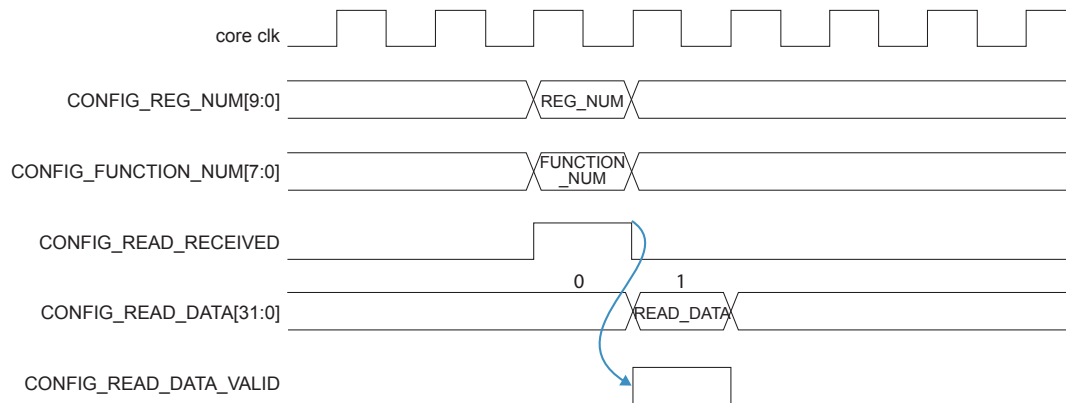 core clk
CONFIG_REG_NUM[9:0]
REG_NUM
CONFIG_FUNCTION_NUM[7:0]
FUNCTION
_NUM
CONFIG_READ_RECEIVED
0 1
CONFIG_READ_DATA[31:0]
READ_DATA
CONFIG_READ_DATA_VALID